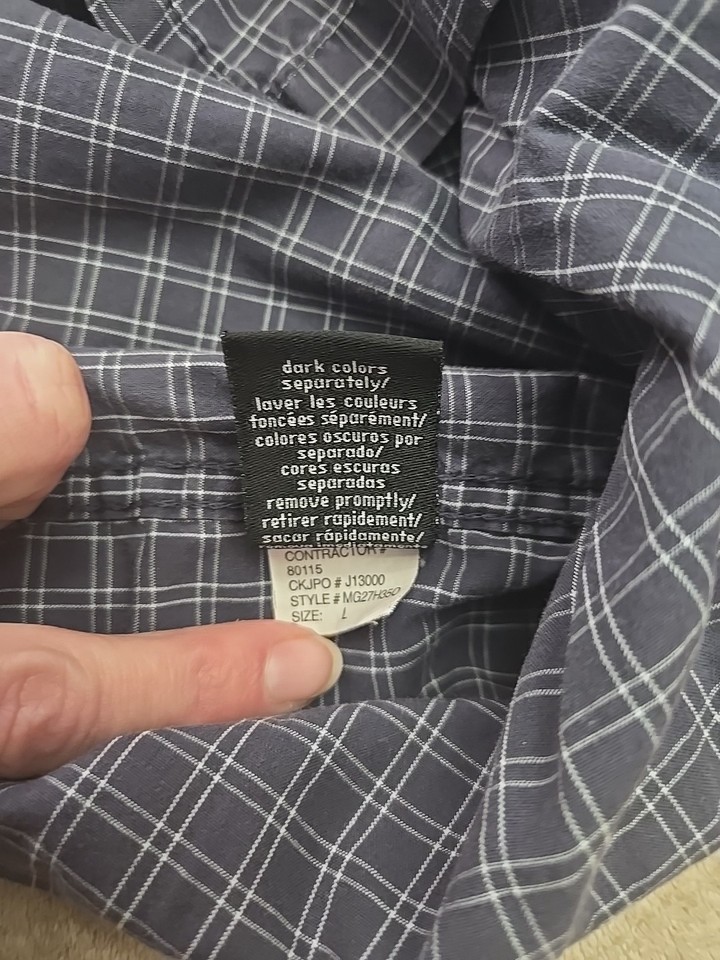 dark colors
separately/
laver les couleurs
foncées séparément/
colores oscuros por
separado/
cores escuras
separadas
remove promptly/
retirer rapidement/
sacar rápidamente/
CONTRACTOR #
80115
CKJPO # J13000
STYLE # MG27H35D
SIZE: L